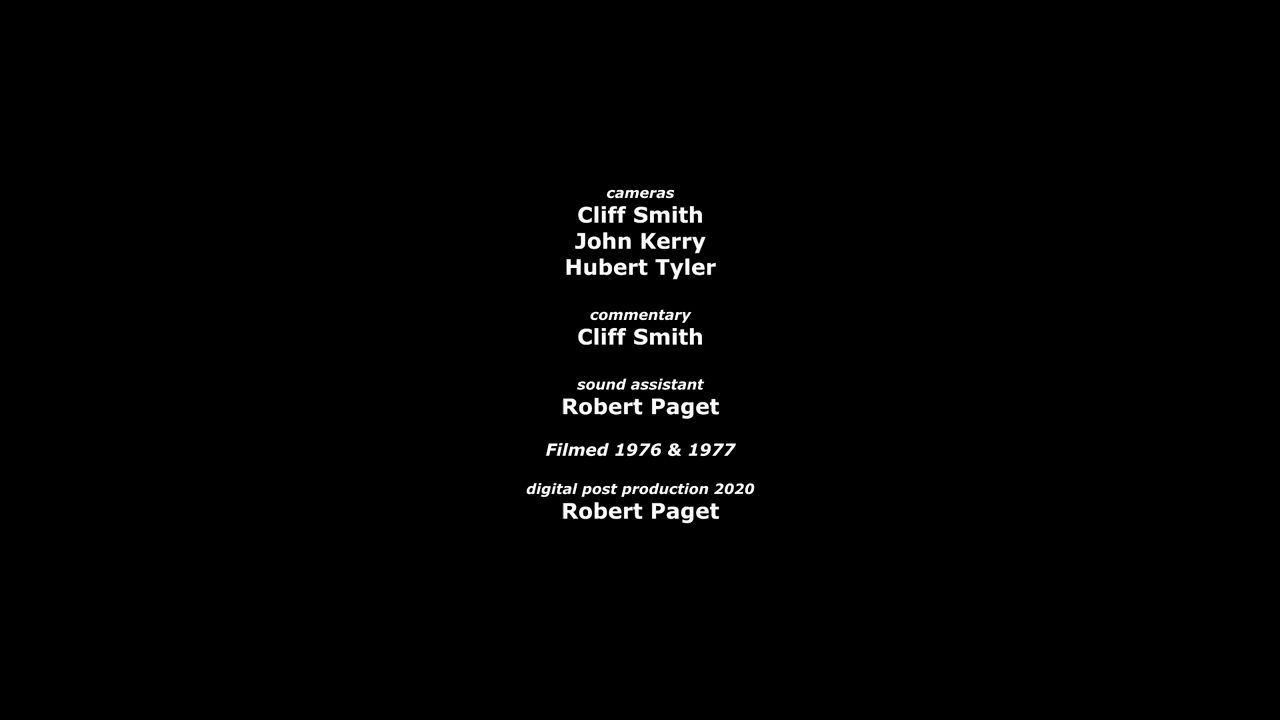 cameras
Cliff Smith
John Kerry
Hubert Tyler
commentary
Cliff Smith
sound assistant
Robert Paget
Filmed 1976 & 1977
digital post production 2020
Robert Paget